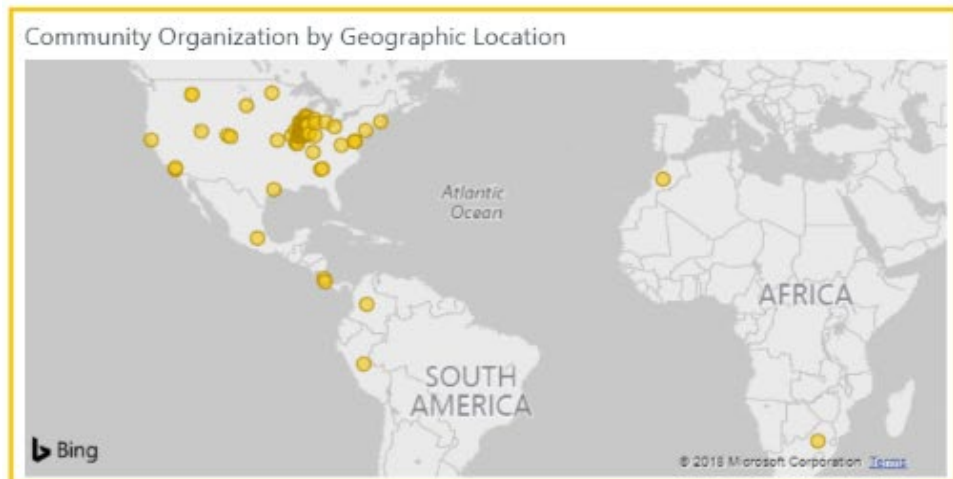 Community Organization by Geographic Location
Atlantic
Ocean
AFRICA
SOUTH
AMERICA
Bing
© 2018 Microsoft Corporation Terms